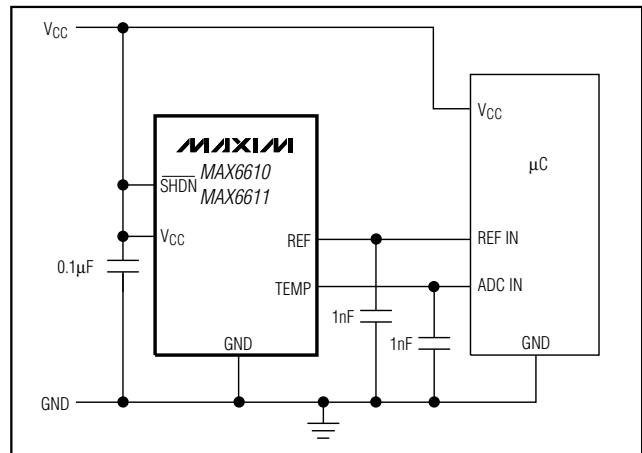 VCC
VCC
µC
MAXIM
MAX6610
MAX6611
SHDN
VCC
REF
REF IN
0.1µF
TEMP
ADC IN
1nF
1nF
GND
GND
GND